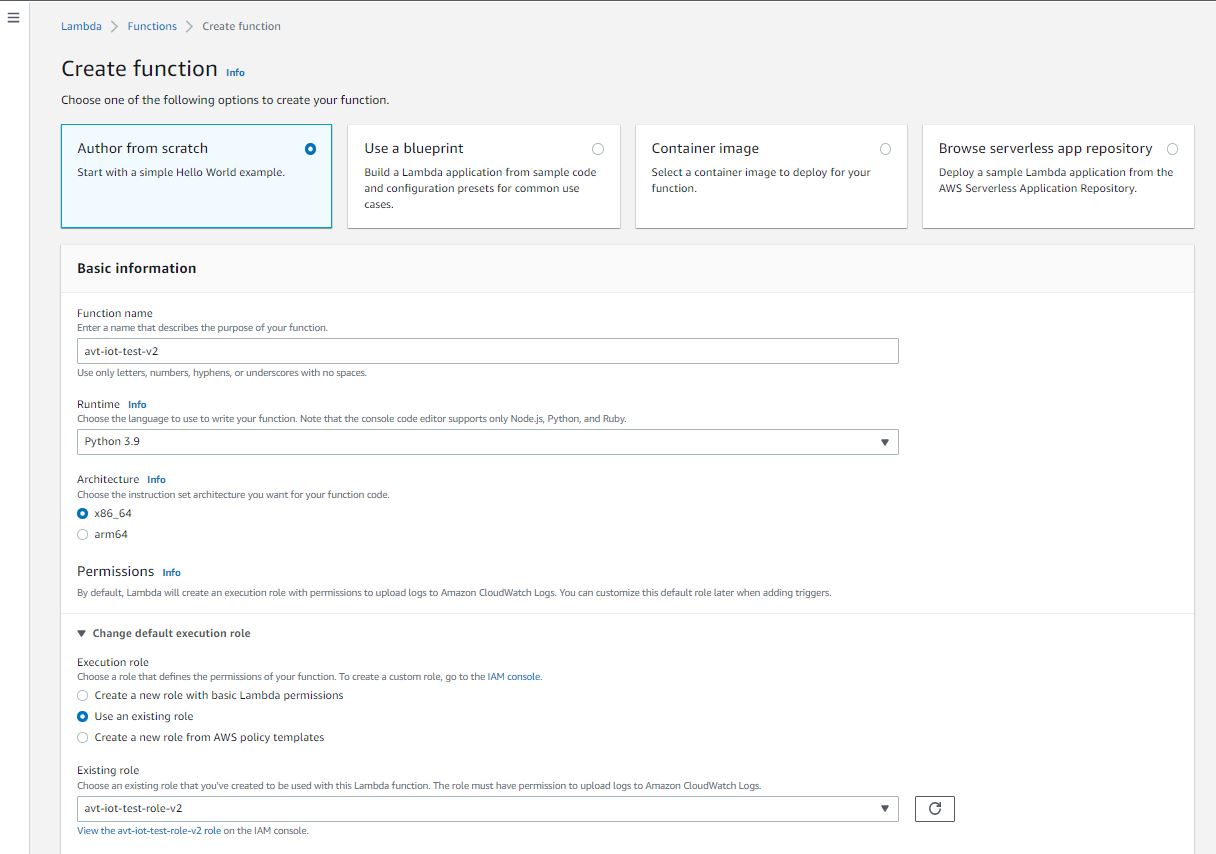 Lambda > Functions > Create function
Create function Info
Choose one of the following options to create your function.
Author from scratch
Start with a simple Hello World example.
Use a blueprint
Build a Lambda application from sample code
and configuration presets for common use
cases.
Container image
Select a container image to deploy for your
function.
Browse serverless app repository
Deploy a sample Lambda application from the
AWS Serverless Application Repository.
Basic information
Function name
Enter a name that describes the purpose of your function.
avt-iot-test-v2
Use only letters, numbers, hyphens, or underscores with no spaces.
Runtime Info
Choose the language to use to write your function. Note that the console code editor supports only Node.js, Python, and Ruby.
Python 3.9
Architecture Info
Choose the instruction set architecture you want for your function code.
x86_64
arm64
Permissions Info
By default, Lambda will create an execution role with permissions to upload logs to Amazon CloudWatch Logs. You can customize this default role later when adding triggers.
Change default execution role
Execution role
Choose a role that defines the permissions of your function. To create a custom role, go to the IAM console.
Create a new role with basic Lambda permissions
Use an existing role
Create a new role from AWS policy templates
Existing role
Choose an existing role that you've created to be used with this Lambda function. The role must have permission to upload logs to Amazon CloudWatch Logs.
avt-iot-test-role-v2
View the avt-iot-test-role-v2 role on the IAM console.